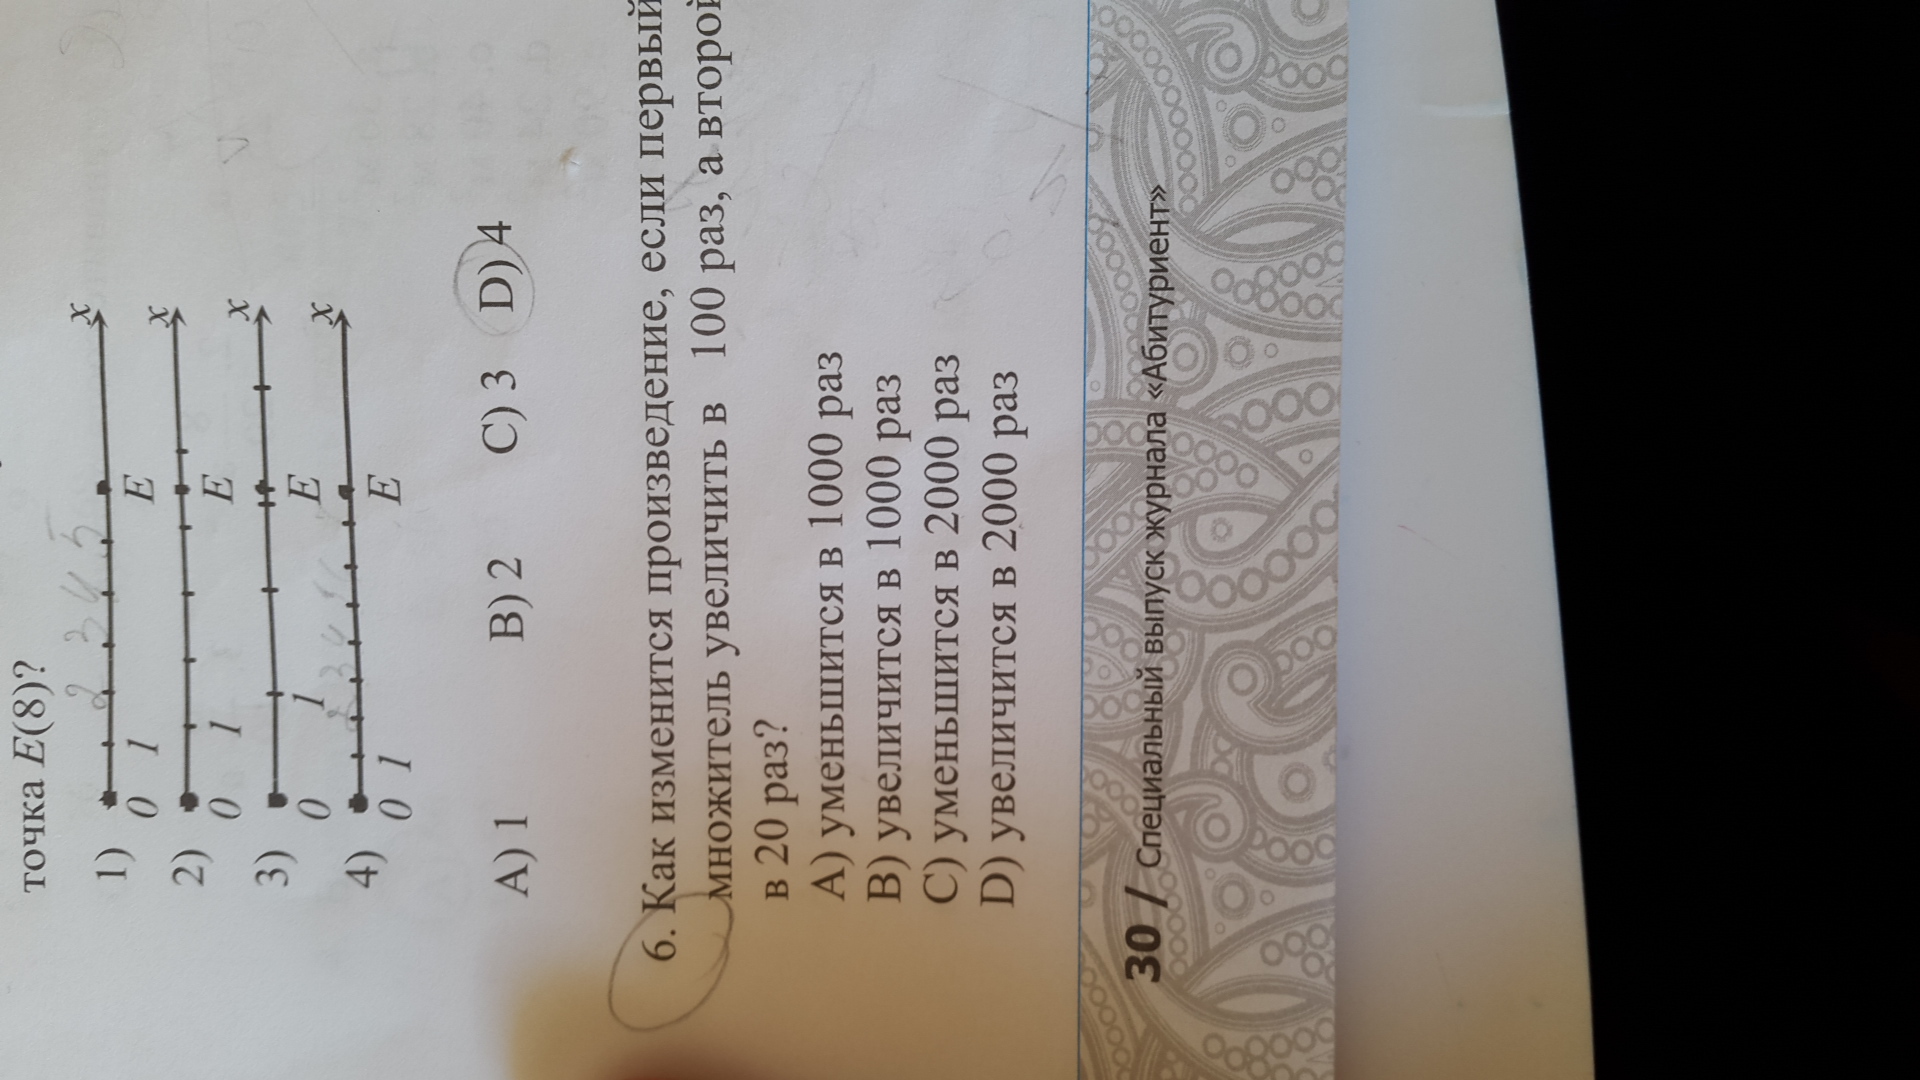 точка E(8)?
1) x
0 1 E
2) x
0 1 E
3) x
0 1 E
4) x
0 1 E
A) 1 B) 2 C) 3 D) 4
6. Как изменится произведение, если первый
множитель увеличить в 100 раз, а второй
в 20 раз?
A) уменьшится в 1000 раз
B) увеличится в 1000 раз
C) уменьшится в 2000 раз
D) увеличится в 2000 раз
30 / Специальный выпуск журнала «Абитуриент»